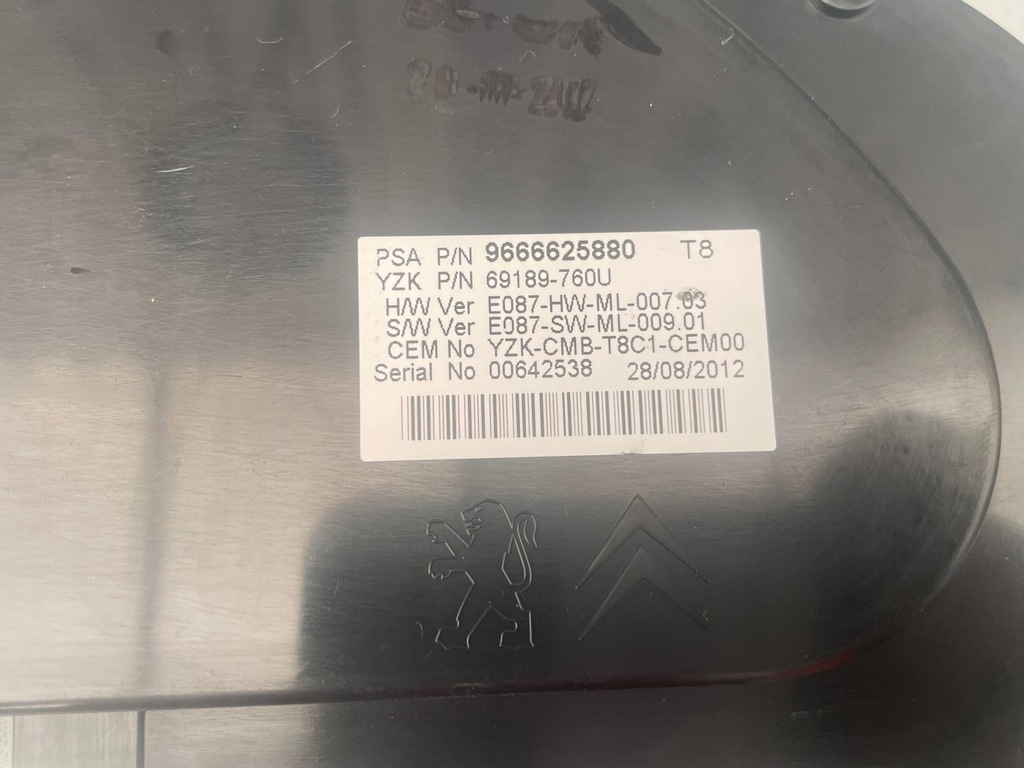 PSA P/N 9666625880 T8
YZK P/N 69189-760U
H/W Ver E087-HW-ML-007.03
S/W Ver E087-SW-ML-009.01
CEM No YZK-CMB-T8C1-CEM00
Serial No 00642538 28/08/2012